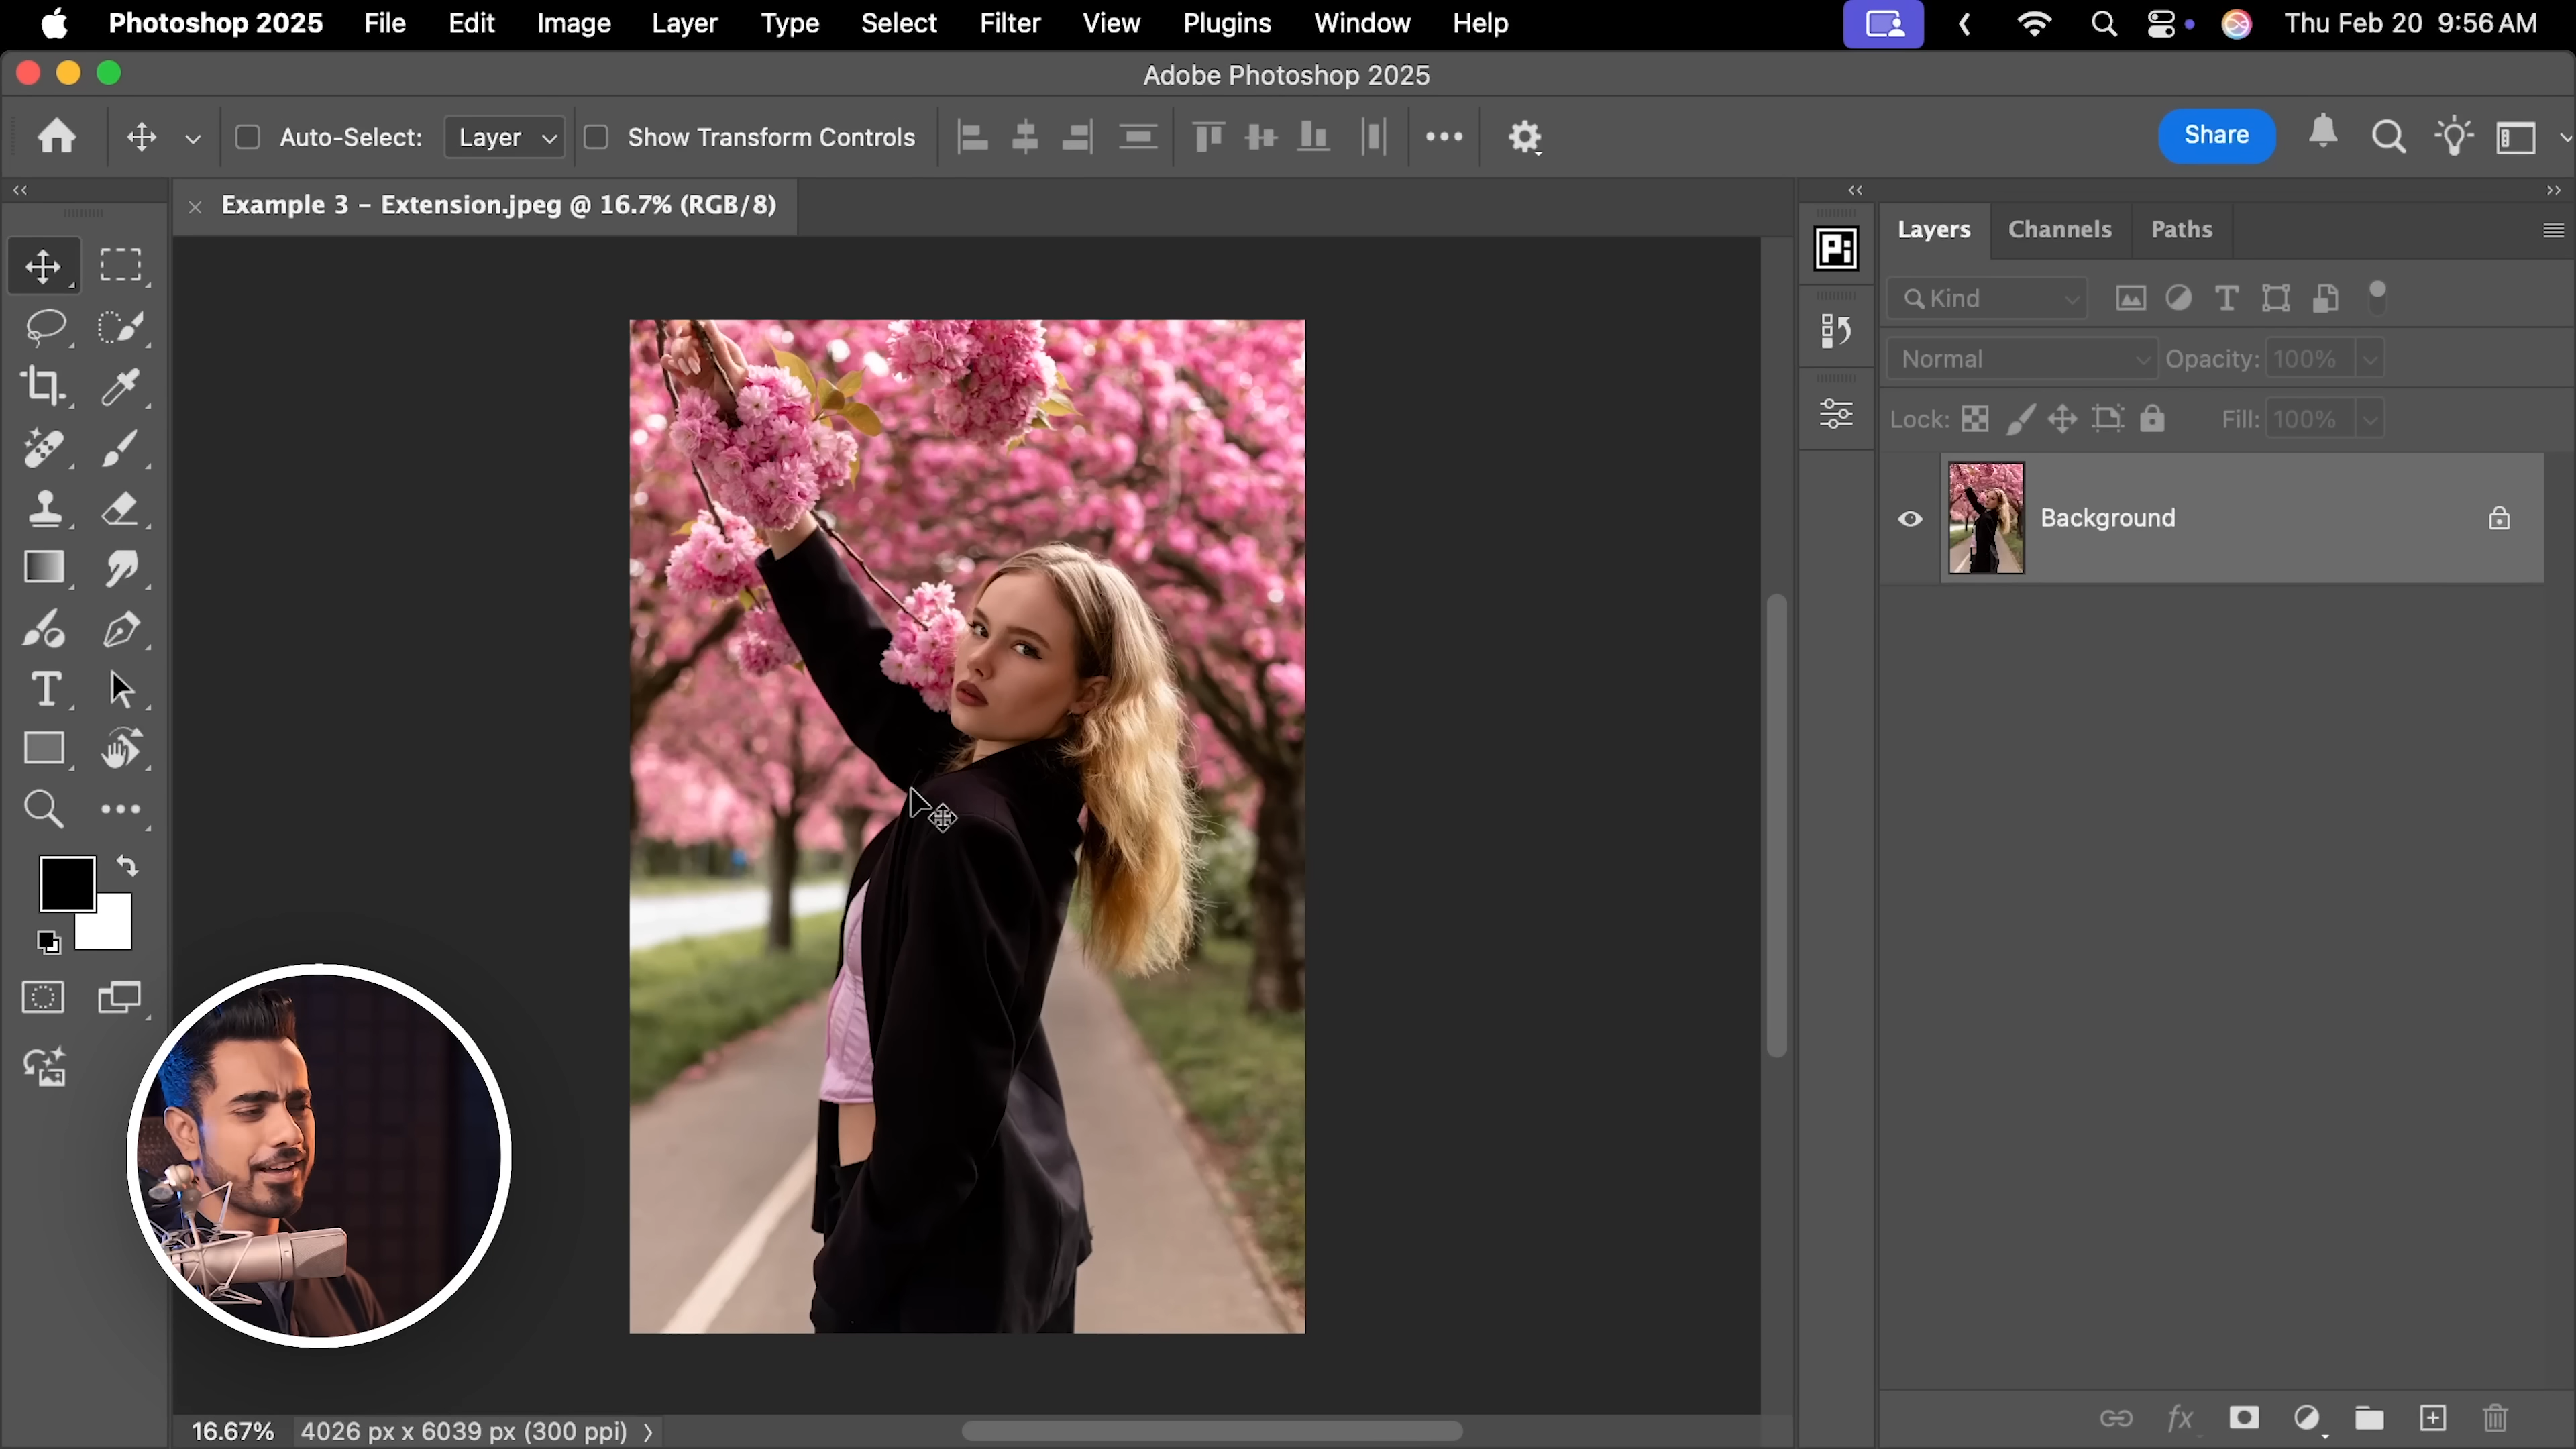 Photoshop 2025 File Edit Image Layer Type Select Filter View Plugins Window Help Thu Feb 20 9:56 AM
Adobe Photoshop 2025
Auto-Select: Layer Show Transform Controls Share
Example 3 – Extension.jpeg @ 16.7% (RGB/8)
Pi
Layers Channels Paths
Kind
Normal Opacity: 100%
Lock: Fill: 100%
Background
16.67% 4026 px x 6039 px (300 ppi)
fx